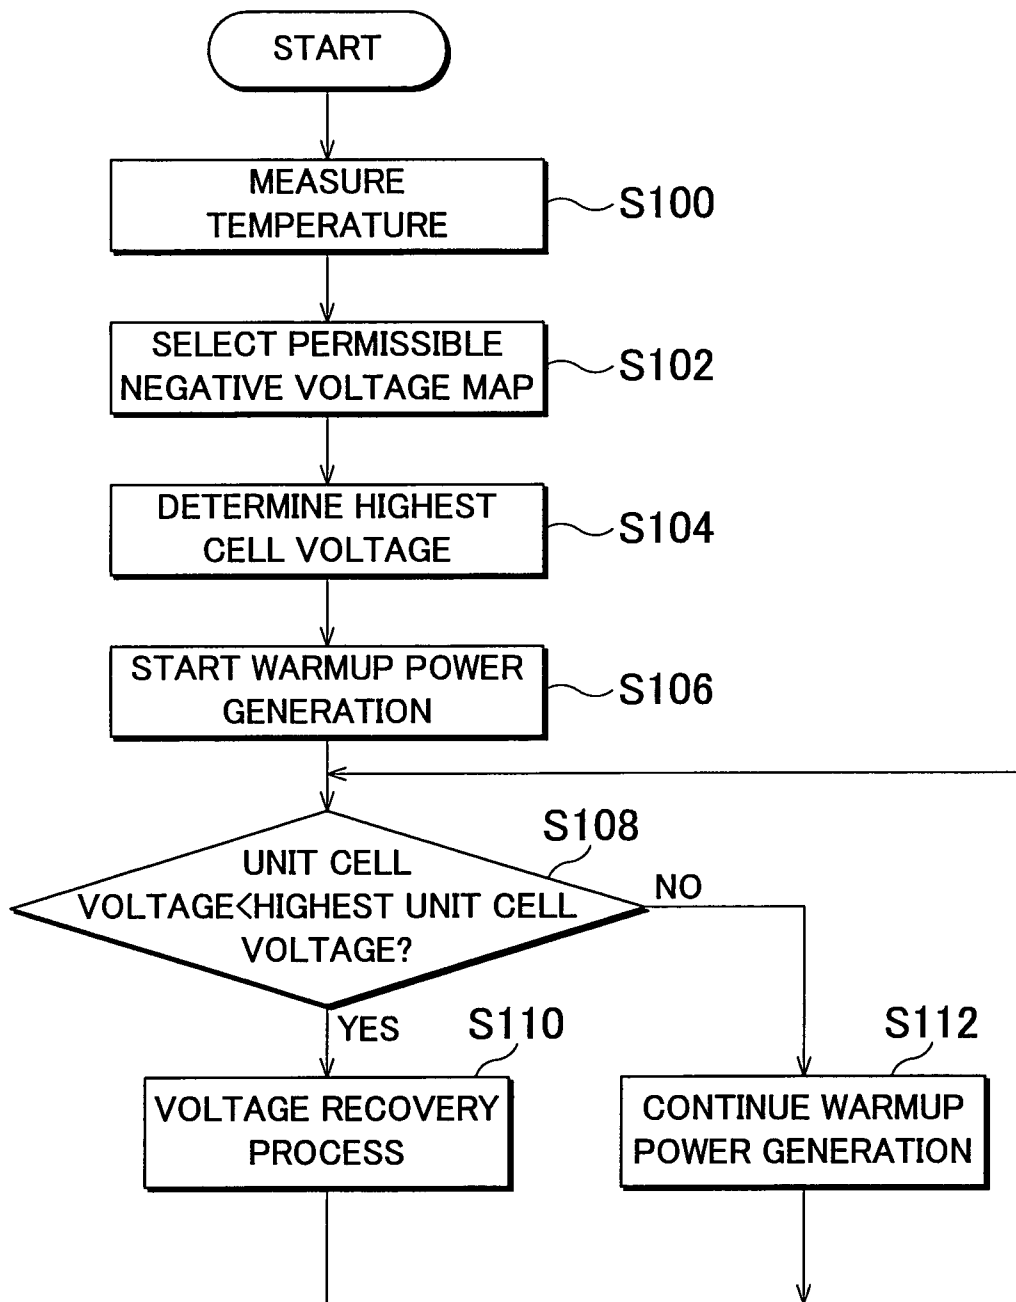 START
MEASURE
TEMPERATURE
S100
SELECT PERMISSIBLE
NEGATIVE VOLTAGE MAP
S102
DETERMINE HIGHEST
CELL VOLTAGE
S104
START WARMUP POWER
GENERATION
S106
S108
UNIT CELL
VOLTAGE<HIGHEST UNIT CELL
VOLTAGE?
NO
YES
S110
VOLTAGE RECOVERY
PROCESS
S112
CONTINUE WARMUP
POWER GENERATION